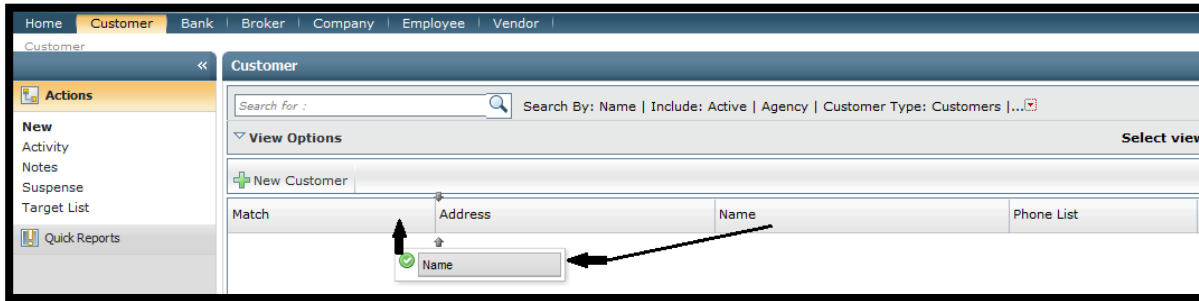 Home Customer Bank Broker Company Employee Vendor
Customer
« Customer
Actions
Search for :
Search By: Name | Include: Active | Agency | Customer Type: Customers |...
New
Activity
Notes
Suspense
Target List
Quick Reports
View Options
Select view
New Customer
Match Address Name Phone List
Name